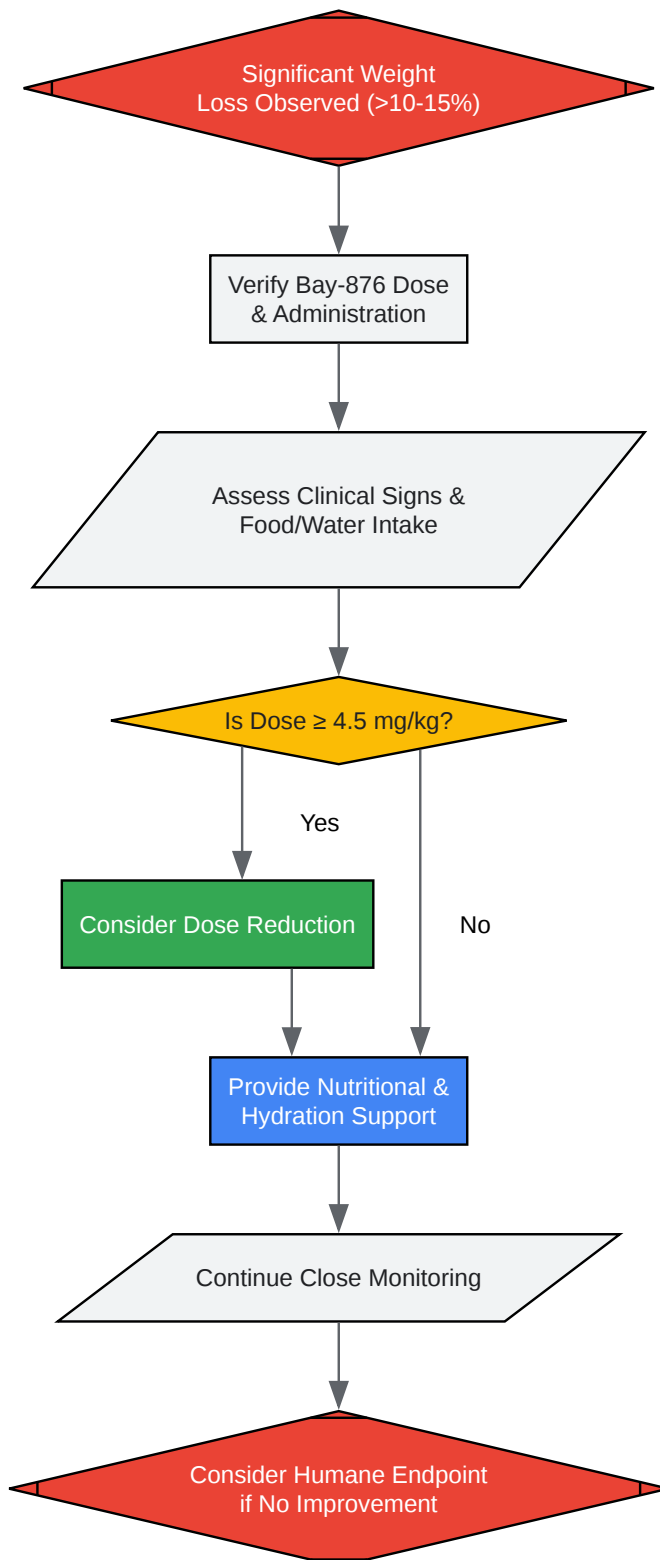 Significant Weight
Loss Observed (>10-15%)
Verify Bay-876 Dose
& Administration
Assess Clinical Signs &
Food/Water Intake
Is Dose ≥ 4.5 mg/kg?
Yes
Consider Dose Reduction
No
Provide Nutritional &
Hydration Support
Continue Close Monitoring
Consider Humane Endpoint
if No Improvement